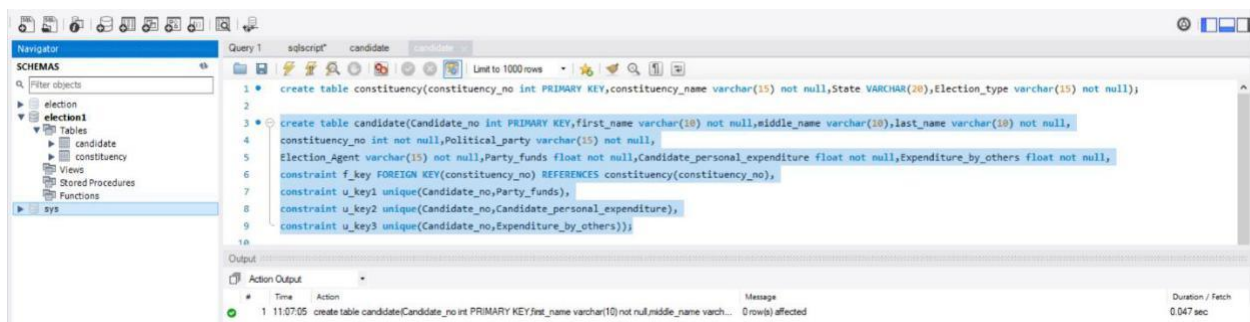 Navigator
SCHEMAS
Filter objects
election
election1
Tables
candidate
constituency
Views
Stored Procedures
Functions
sys
Query 1 sqlscript* candidate candidate
Limit to 1000 rows
1 create table constituency(constituency_no int PRIMARY KEY,constituency_name varchar(15) not null,State VARCHAR(20),Election_type varchar(15) not null);
2
3 create table candidate(Candidate_no int PRIMARY KEY,first_name varchar(10) not null,middle_name varchar(10),last_name varchar(10) not null,
4 constituency_no int not null,Political_party varchar(15) not null,
5 Election_Agent varchar(15) not null,Party_funds float not null,Candidate_personal_expenditure float not null,Expenditure_by_others float not null,
6 constraint f_key FOREIGN KEY(constituency_no) REFERENCES constituency(constituency_no),
7 constraint u_key1 unique(Candidate_no,Party_funds),
8 constraint u_key2 unique(Candidate_no,Candidate_personal_expenditure),
9 constraint u_key3 unique(Candidate_no,Expenditure_by_others));
10
Output
Action Output
# Time Action Message Duration / Fetch
1 11:07:05 create table candidate(Candidate_no int PRIMARY KEY,first_name varchar(10) not null,middle_name varch... 0 row(s) affected 0.047 sec